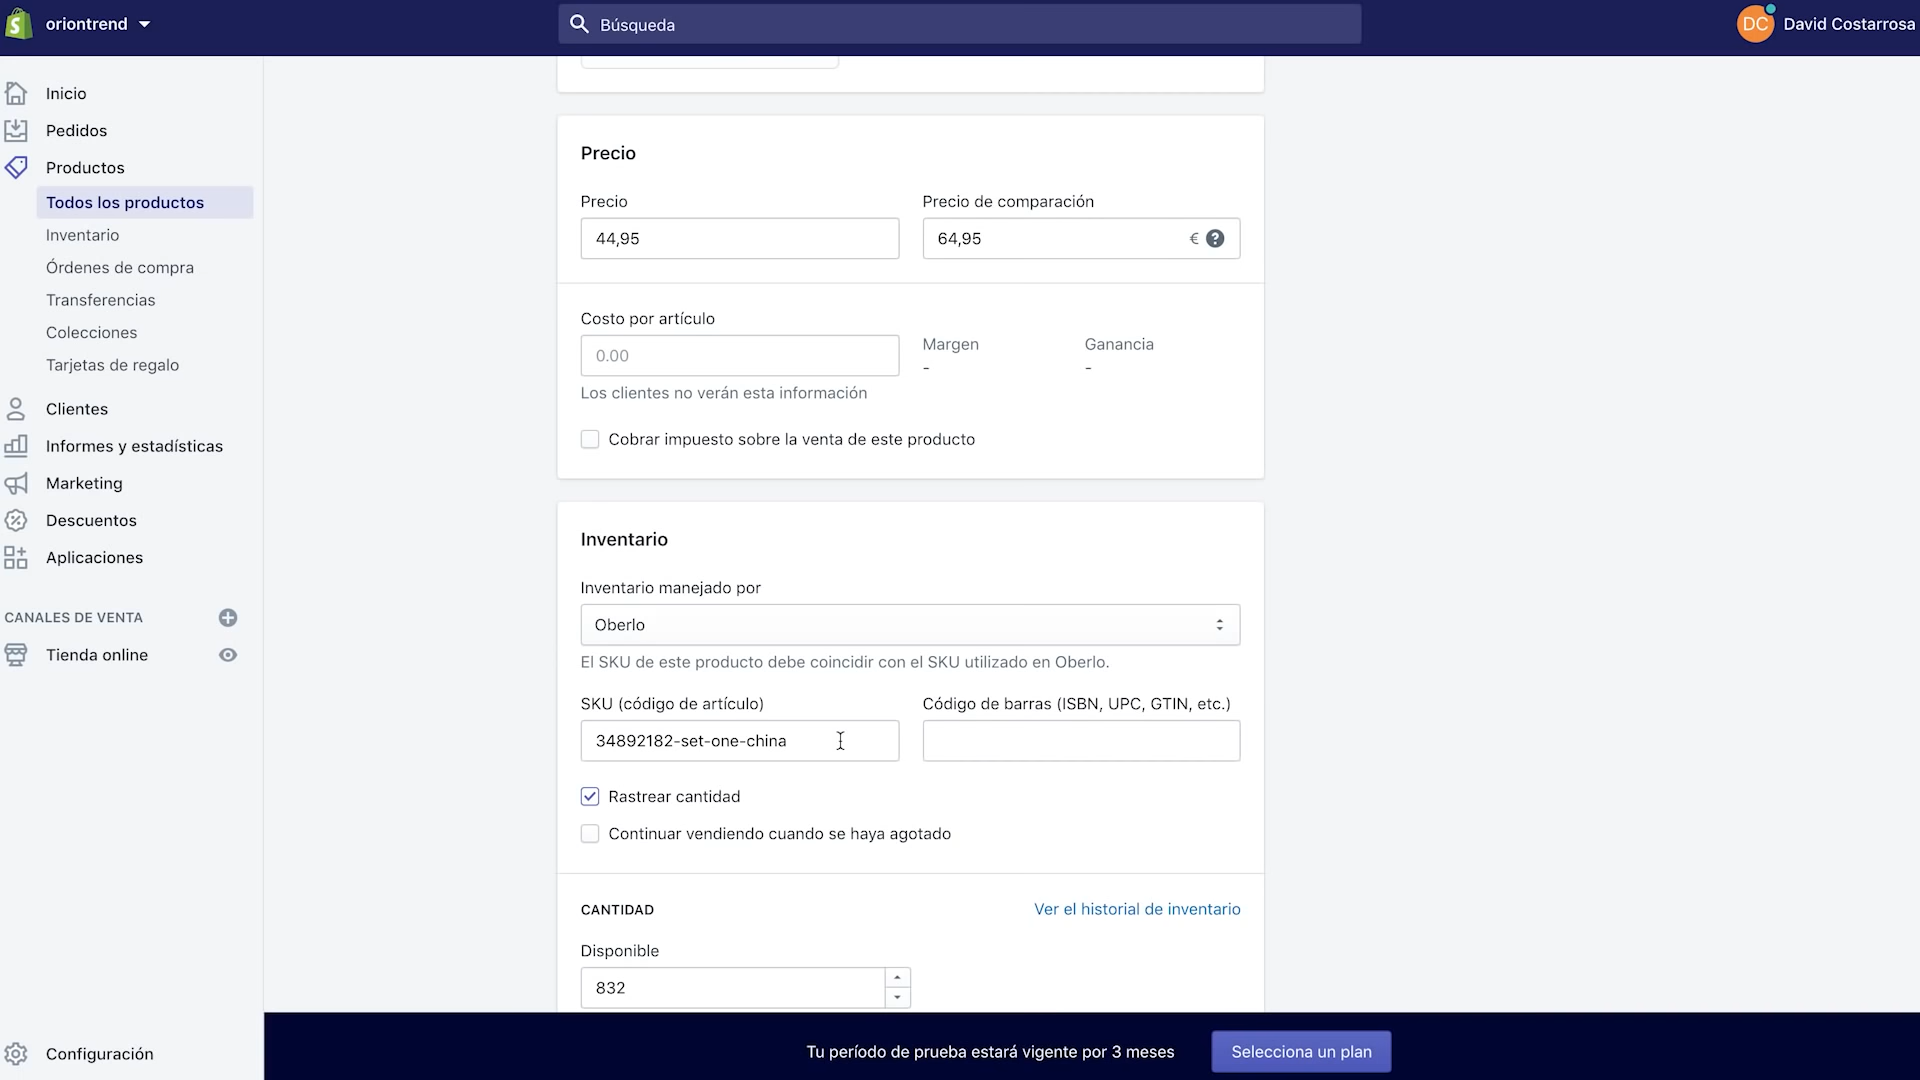 oriontrend
Búsqueda
DC
David Costarrosa
Inicio
Pedidos
Productos
Todos los productos
Inventario
Órdenes de compra
Transferencias
Colecciones
Tarjetas de regalo
Clientes
Informes y estadísticas
Marketing
Descuentos
Aplicaciones
CANALES DE VENTA
Tienda online
Configuración
Precio
Precio
Precio de comparación
44,95
64,95
€
Costo por artículo
0.00
Margen
-
Ganancia
-
Los clientes no verán esta información
Cobrar impuesto sobre la venta de este producto
Inventario
Inventario manejado por
Oberlo
El SKU de este producto debe coincidir con el SKU utilizado en Oberlo.
SKU (código de artículo)
Código de barras (ISBN, UPC, GTIN, etc.)
34892182-set-one-china
Rastrear cantidad
Continuar vendiendo cuando se haya agotado
CANTIDAD
Ver el historial de inventario
Disponible
832
Tu período de prueba estará vigente por 3 meses
Selecciona un plan